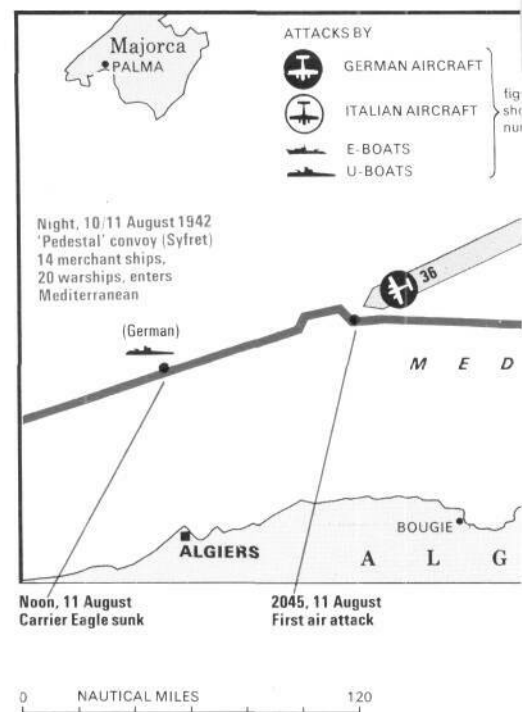 Majorca
PALMA
ATTACKS BY
GERMAN AIRCRAFT
ITALIAN AIRCRAFT
E-BOATS
U-BOATS
Night, 10/11 August 1942
'Pedestal' convoy (Syfret)
14 merchant ships,
20 warships, enters
Mediterranean
36
(German)
M E D
BOUGIE
ALGIERS
A L G
Noon, 11 August
Carrier Eagle sunk
2045, 11 August
First air attack
0 NAUTICAL MILES 120